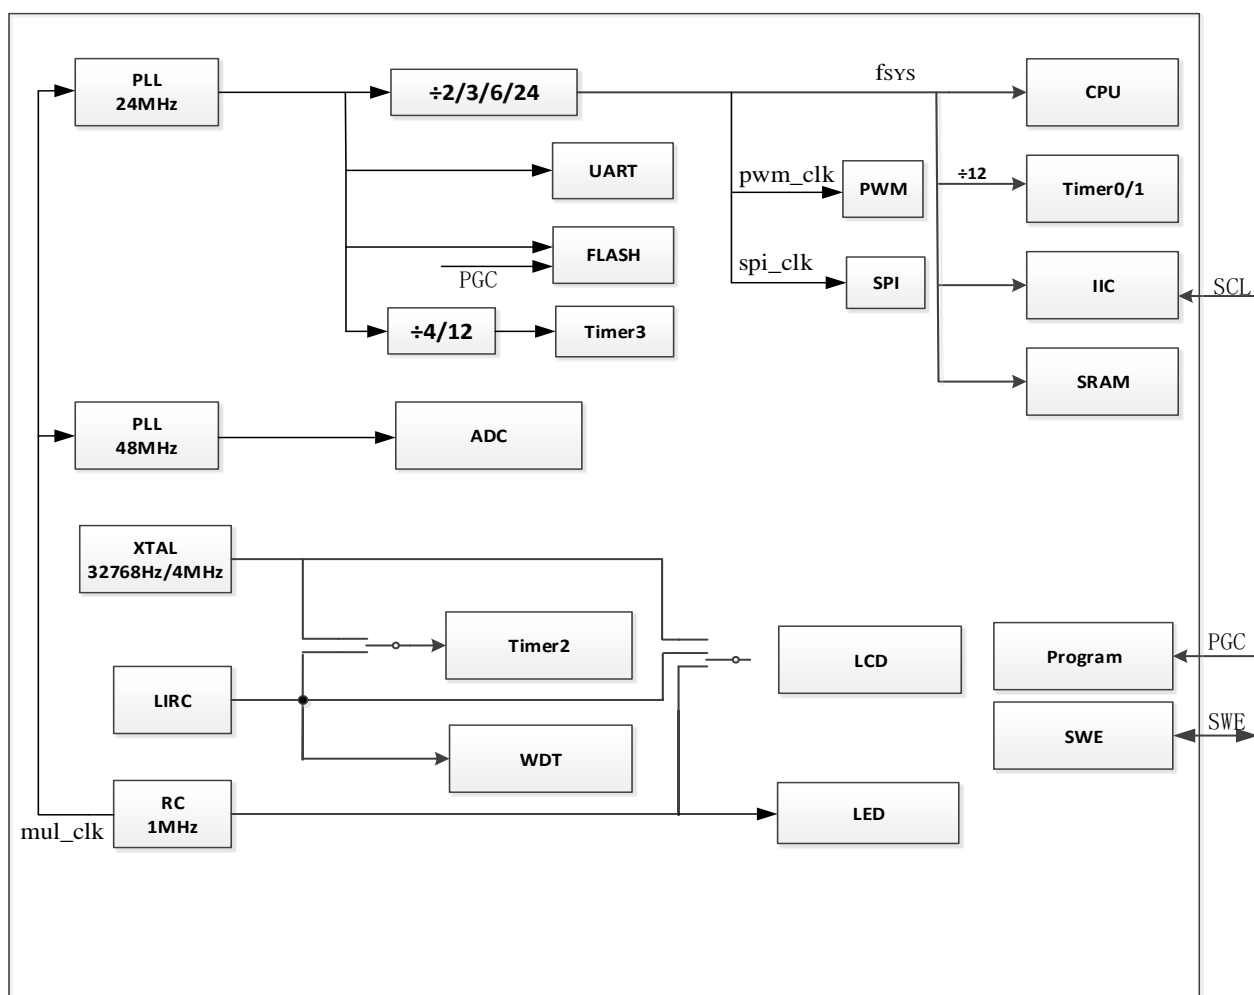 PLL
24MHz
÷2/3/6/24
fSYS
CPU
UART
pwm_clk
PWM
÷12
Timer0/1
FLASH
PGC
spi_clk
SPI
IIC
SCL
÷4/12
Timer3
SRAM
PLL
48MHz
ADC
XTAL
32768Hz/4MHz
Timer2
LCD
Program
PGC
LIRC
WDT
SWE
SWE
RC
1MHz
mul_clk
LED